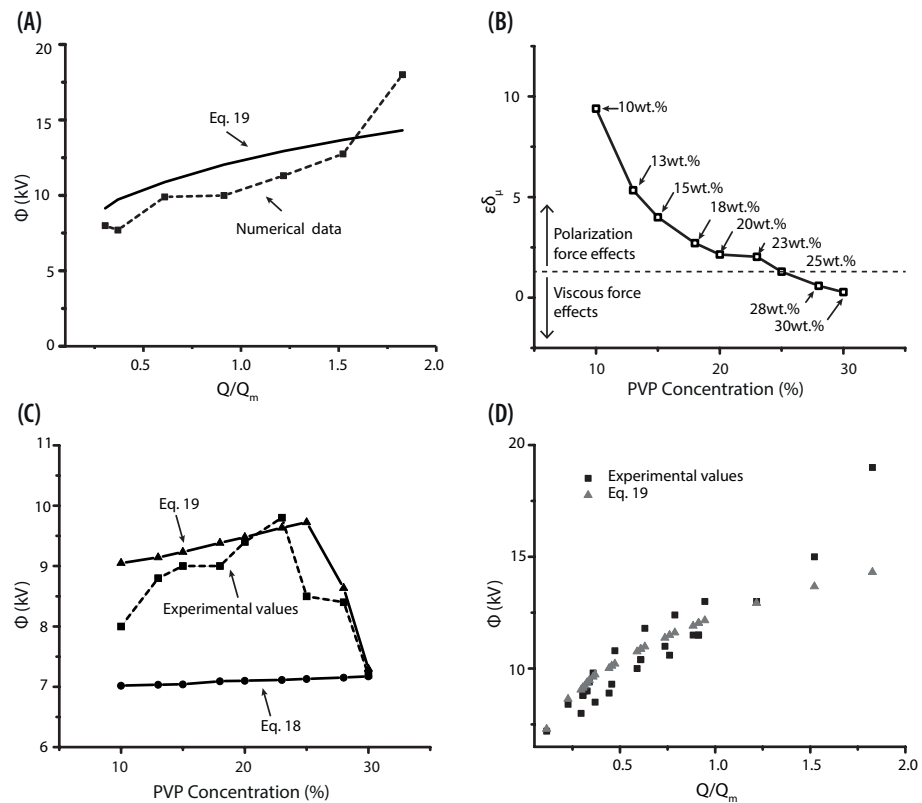 (A)
20
15
10
5
0
Φ (kV)
Eq. 19
Numerical data
0.5
1.0
1.5
2.0
Q/Qm
(B)
10
5
0
εδμ
10wt.%
13wt.%
15wt.%
18wt.%
20wt.%
23wt.%
25wt.%
28wt.%
30wt.%
Polarization
force effects
Viscous force
effects
10
20
30
PVP Concentration (%)
(C)
11
10
9
8
7
6
Φ (kV)
Eq. 19
Experimental values
Eq. 18
10
20
30
PVP Concentration (%)
(D)
20
15
10
Φ (kV)
Experimental values
Eq. 19
0.5
1.0
1.5
2.0
Q/Qm